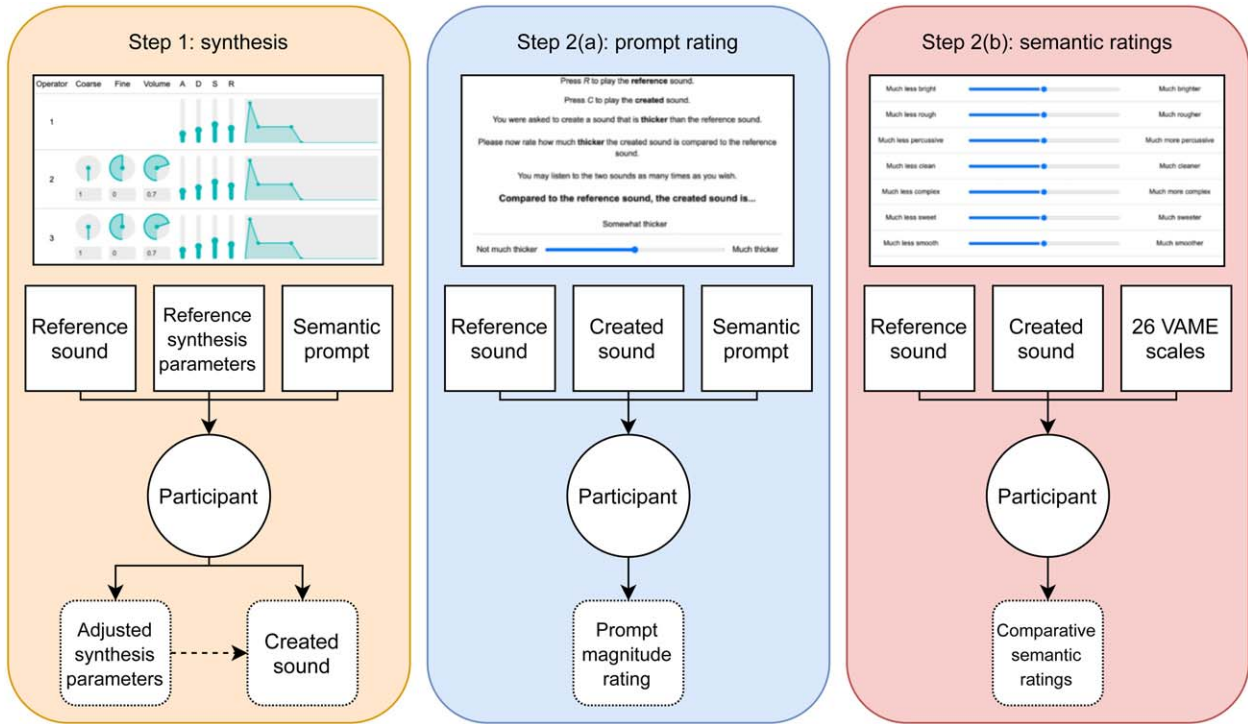 Step 1: synthesis
Operator Coarse Fine Volume A D S R
1
2
1 0 0.7
3
1 0 0.7
Reference
sound
Reference
synthesis
parameters
Semantic
prompt
Participant
Adjusted
synthesis
parameters
Created
sound
Step 2(a): prompt rating
Press R to play the reference sound.
Press C to play the created sound.
You were asked to create a sound that is thicker than the reference sound.
Please now rate how much thicker the created sound is compared to the reference
sound.
You may listen to the two sounds as many times as you wish.
Compared to the reference sound, the created sound is...
Somewhat thicker
Not much thicker Much thicker
Reference
sound
Created
sound
Semantic
prompt
Participant
Prompt
magnitude
rating
Step 2(b): semantic ratings
Much less bright Much brighter
Much less rough Much rougher
Much less percussive Much more percussive
Much less clean Much cleaner
Much less complex Much more complex
Much less sweet Much sweeter
Much less smooth Much smoother
Reference
sound
Created
sound
26 VAME
scales
Participant
Comparative
semantic
ratings